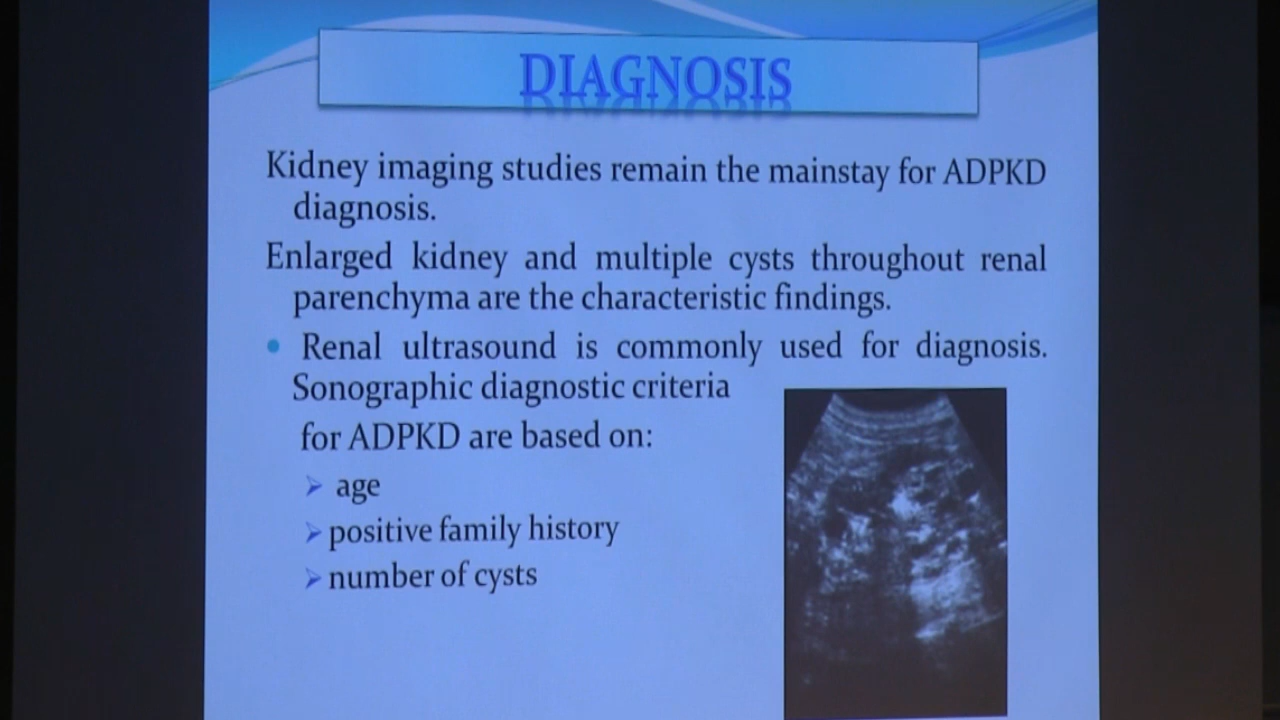 DIAGNOSIS
Kidney imaging studies remain the mainstay for ADPKD
diagnosis.
Enlarged kidney and multiple cysts throughout renal
parenchyma are the characteristic findings.
• Renal ultrasound is commonly used for diagnosis.
Sonographic diagnostic criteria
for ADPKD are based on:
➢ age
➢ positive family history
➢ number of cysts